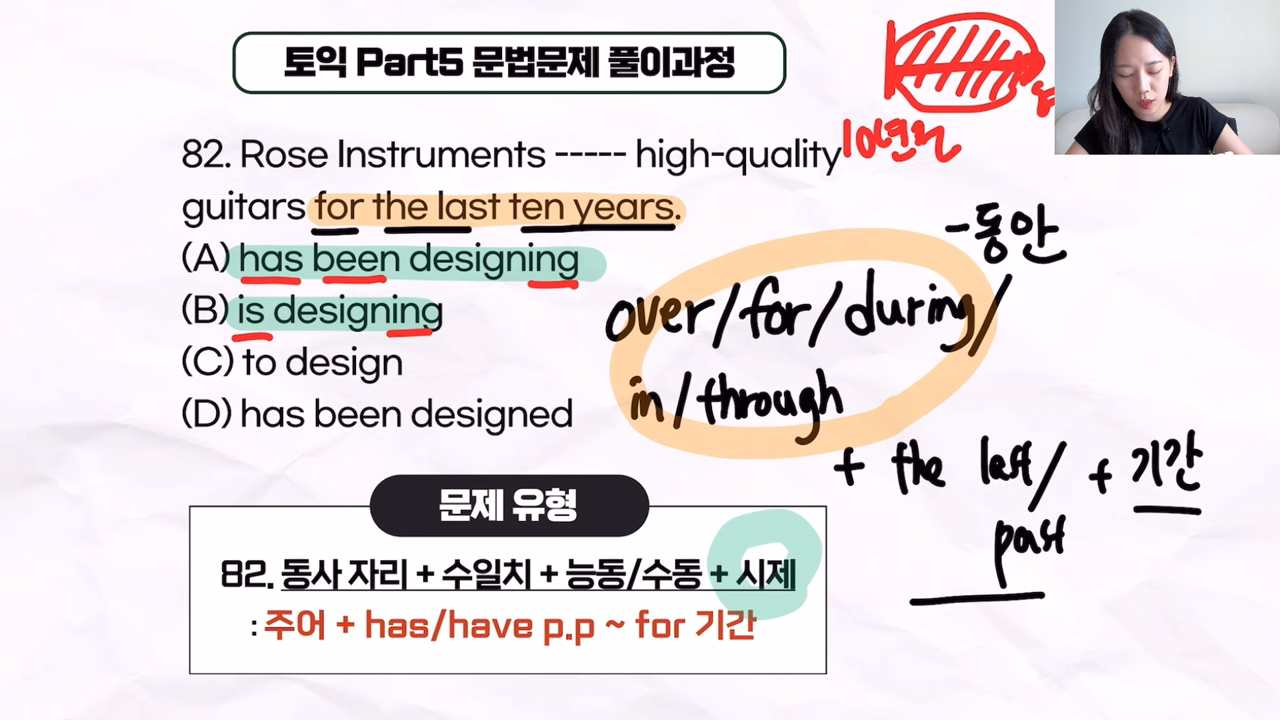 토익 Part5 문법문제 풀이과정
82. Rose Instruments ----- high-quality
guitars for the last ten years.
(A) has been designing
(B) is designing
(C) to design
(D) has been designed
10년전
-동안
over/for/during/
in/through
+ the last/ + 기간
past
문제 유형
82. 동사 자리 + 수일치 + 능동/수동 + 시제
: 주어 + has/have p.p ~ for 기간